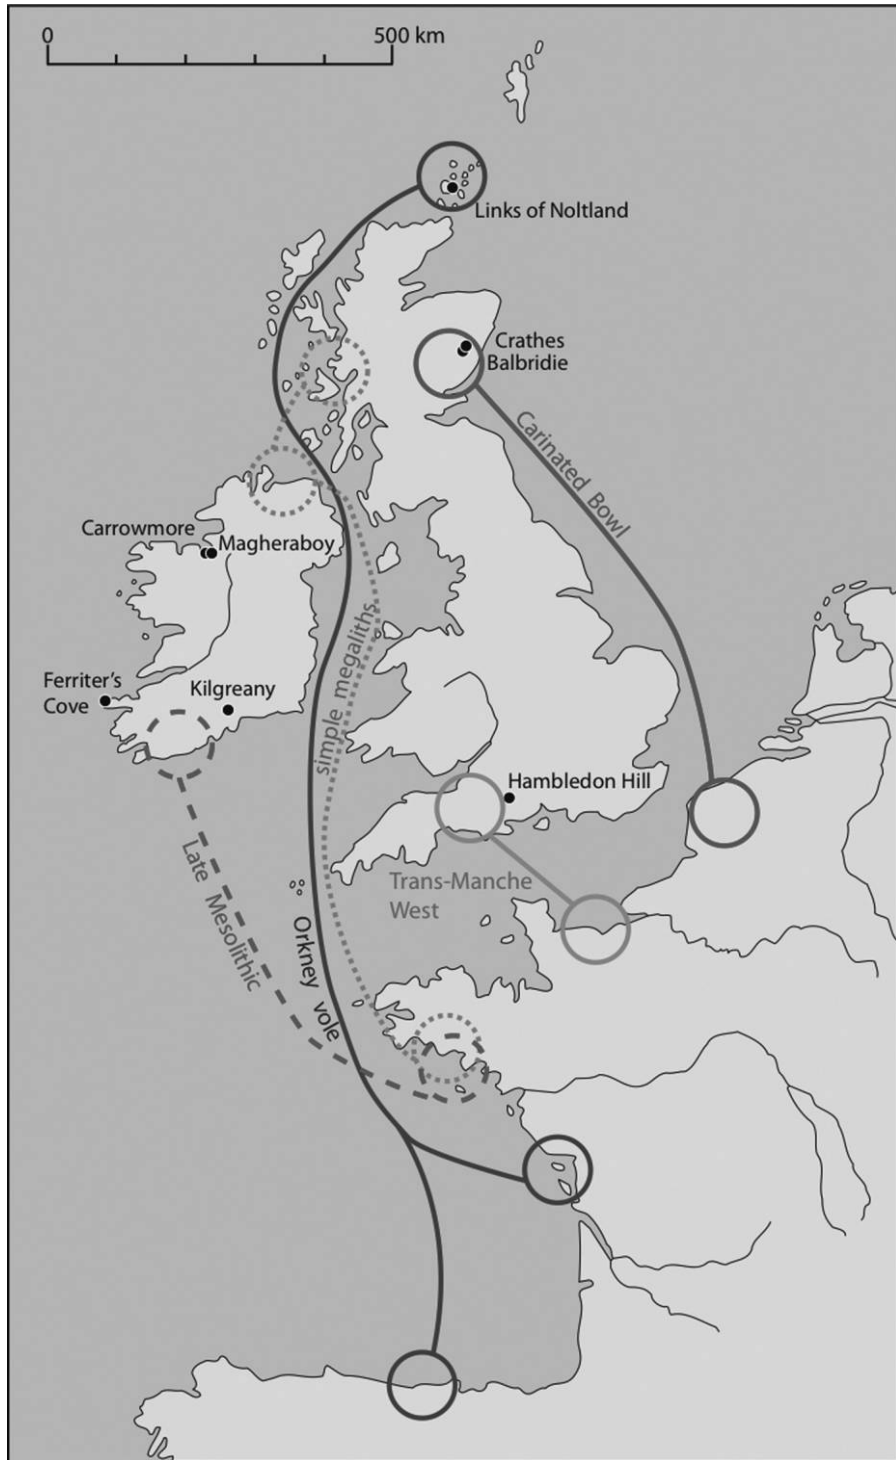 0 500 km
Links of Noltland
Crathes
Balbridie
Carinated Bowl
Carrowmore
Magheraboy
simple megaliths
Ferriter's
Cove
Kilgreany
Hambledon Hill
Late Mesolithic
Trans-Manche
West
Orkney vole